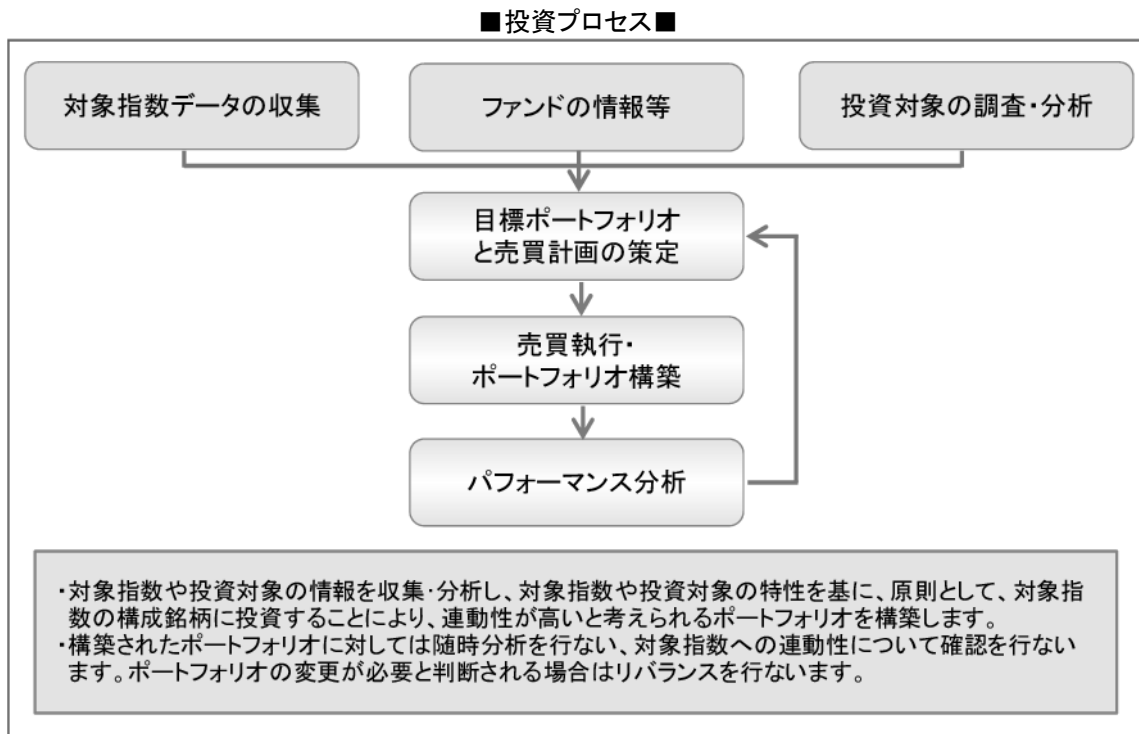 ■投資プロセス■
対象指数データの収集
ファンドの情報等
投資対象の調査・分析
目標ポートフォリオ
と売買計画の策定
売買執行・
ポートフォリオ構築
パフォーマンス分析
・対象指数や投資対象の情報を収集・分析し、対象指数や投資対象の特性を基に、原則として、対象指
数の構成銘柄に投資することにより、連動性が高いと考えられるポートフォリオを構築します。
・構築されたポートフォリオに対しては随時分析を行ない、対象指数への連動性について確認を行ない
ます。ポートフォリオの変更が必要と判断される場合はリバランスを行ないます。